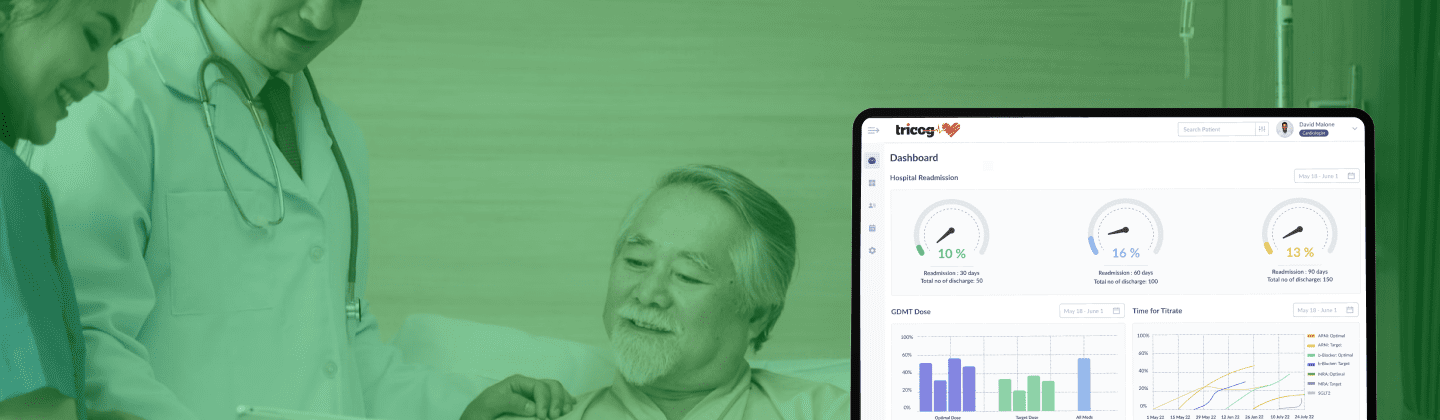 tricog
Search Patient
David Malone
Cardiologist
Dashboard
Hospital Readmission
May 18 - June 1
10 %
16 %
13 %
Readmission : 30 days
Total no of discharge: 50
Readmission : 60 days
Total no of discharge: 100
Readmission : 90 days
Total no of discharge: 150
GDMT Dose
May 18 - June 1
Time for Titrate
May 18 - June 1
100%
60%
40%
20%
0%
Optimal Dose
Target Dose
All Meds
100%
60%
40%
20%
0%
1 May 22
15 May 22
29 May 22
12 Jun 22
26 Jun 22
10 July 22
24 July 22
ARNI: Optimal
ARNI: Target
b-Blocker: Optimal
b-Blocker: Target
MRA: Optimal
MRA: Target
SGLT2